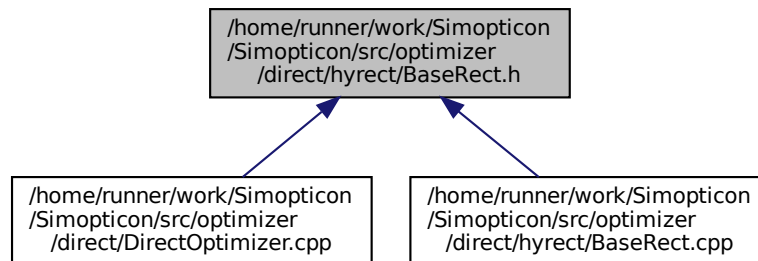 /home/runner/work/Simopticon
/Simopticon/src/optimizer
/direct/hyrect/BaseRect.h
/home/runner/work/Simopticon
/Simopticon/src/optimizer
/direct/DirectOptimizer.cpp
/home/runner/work/Simopticon
/Simopticon/src/optimizer
/direct/hyrect/BaseRect.cpp